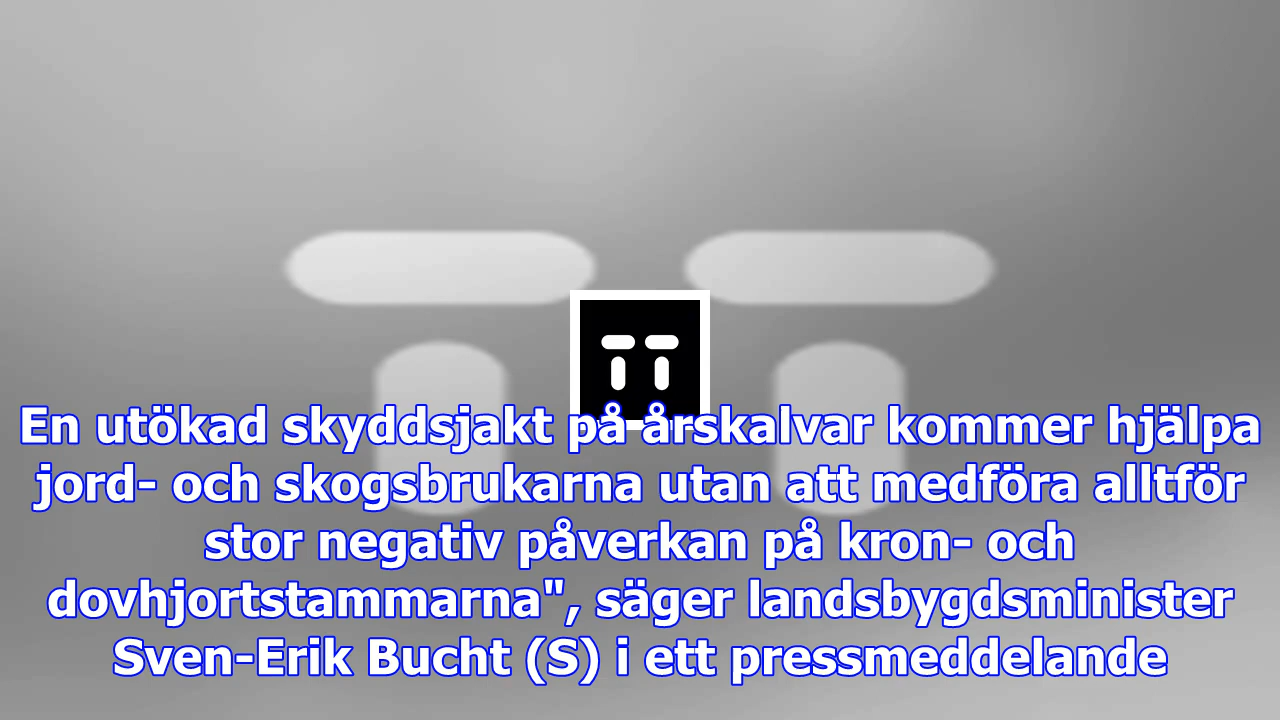 En utökad skyddsjakt på årskalvar kommer hjälpa
jord- och skogsbrukarna utan att medföra alltför
stor negativ påverkan på kron- och
dovhjortstammarna", säger landsbygdsminister
Sven-Erik Bucht (S) i ett pressmeddelande